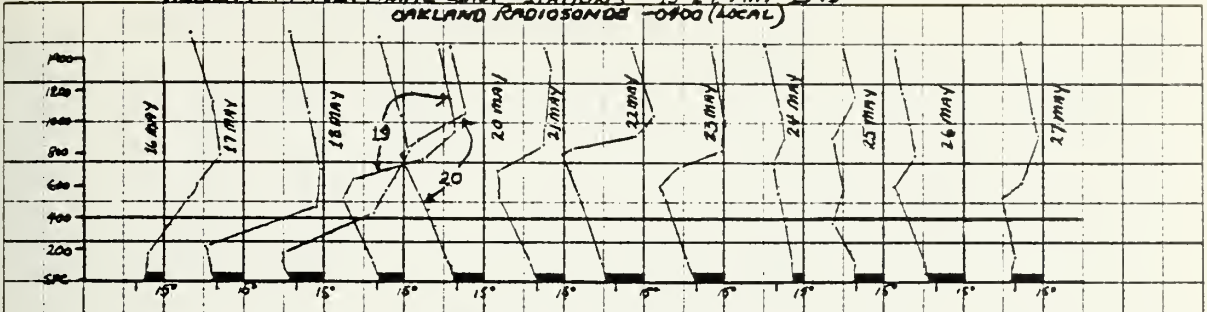 OAKLAND RADIOSONDE -0400 (LOCAL)
1400
1200
1000
800
600
400
200
SFC
16 MAY
17 MAY
18 MAY
19
20
20 MAY
21 MAY
22 MAY
23 MAY
24 MAY
25 MAY
26 MAY
27 MAY
15° 15° 15° 15° 15° 15° 15° 15° 15° 15° 15° 15°